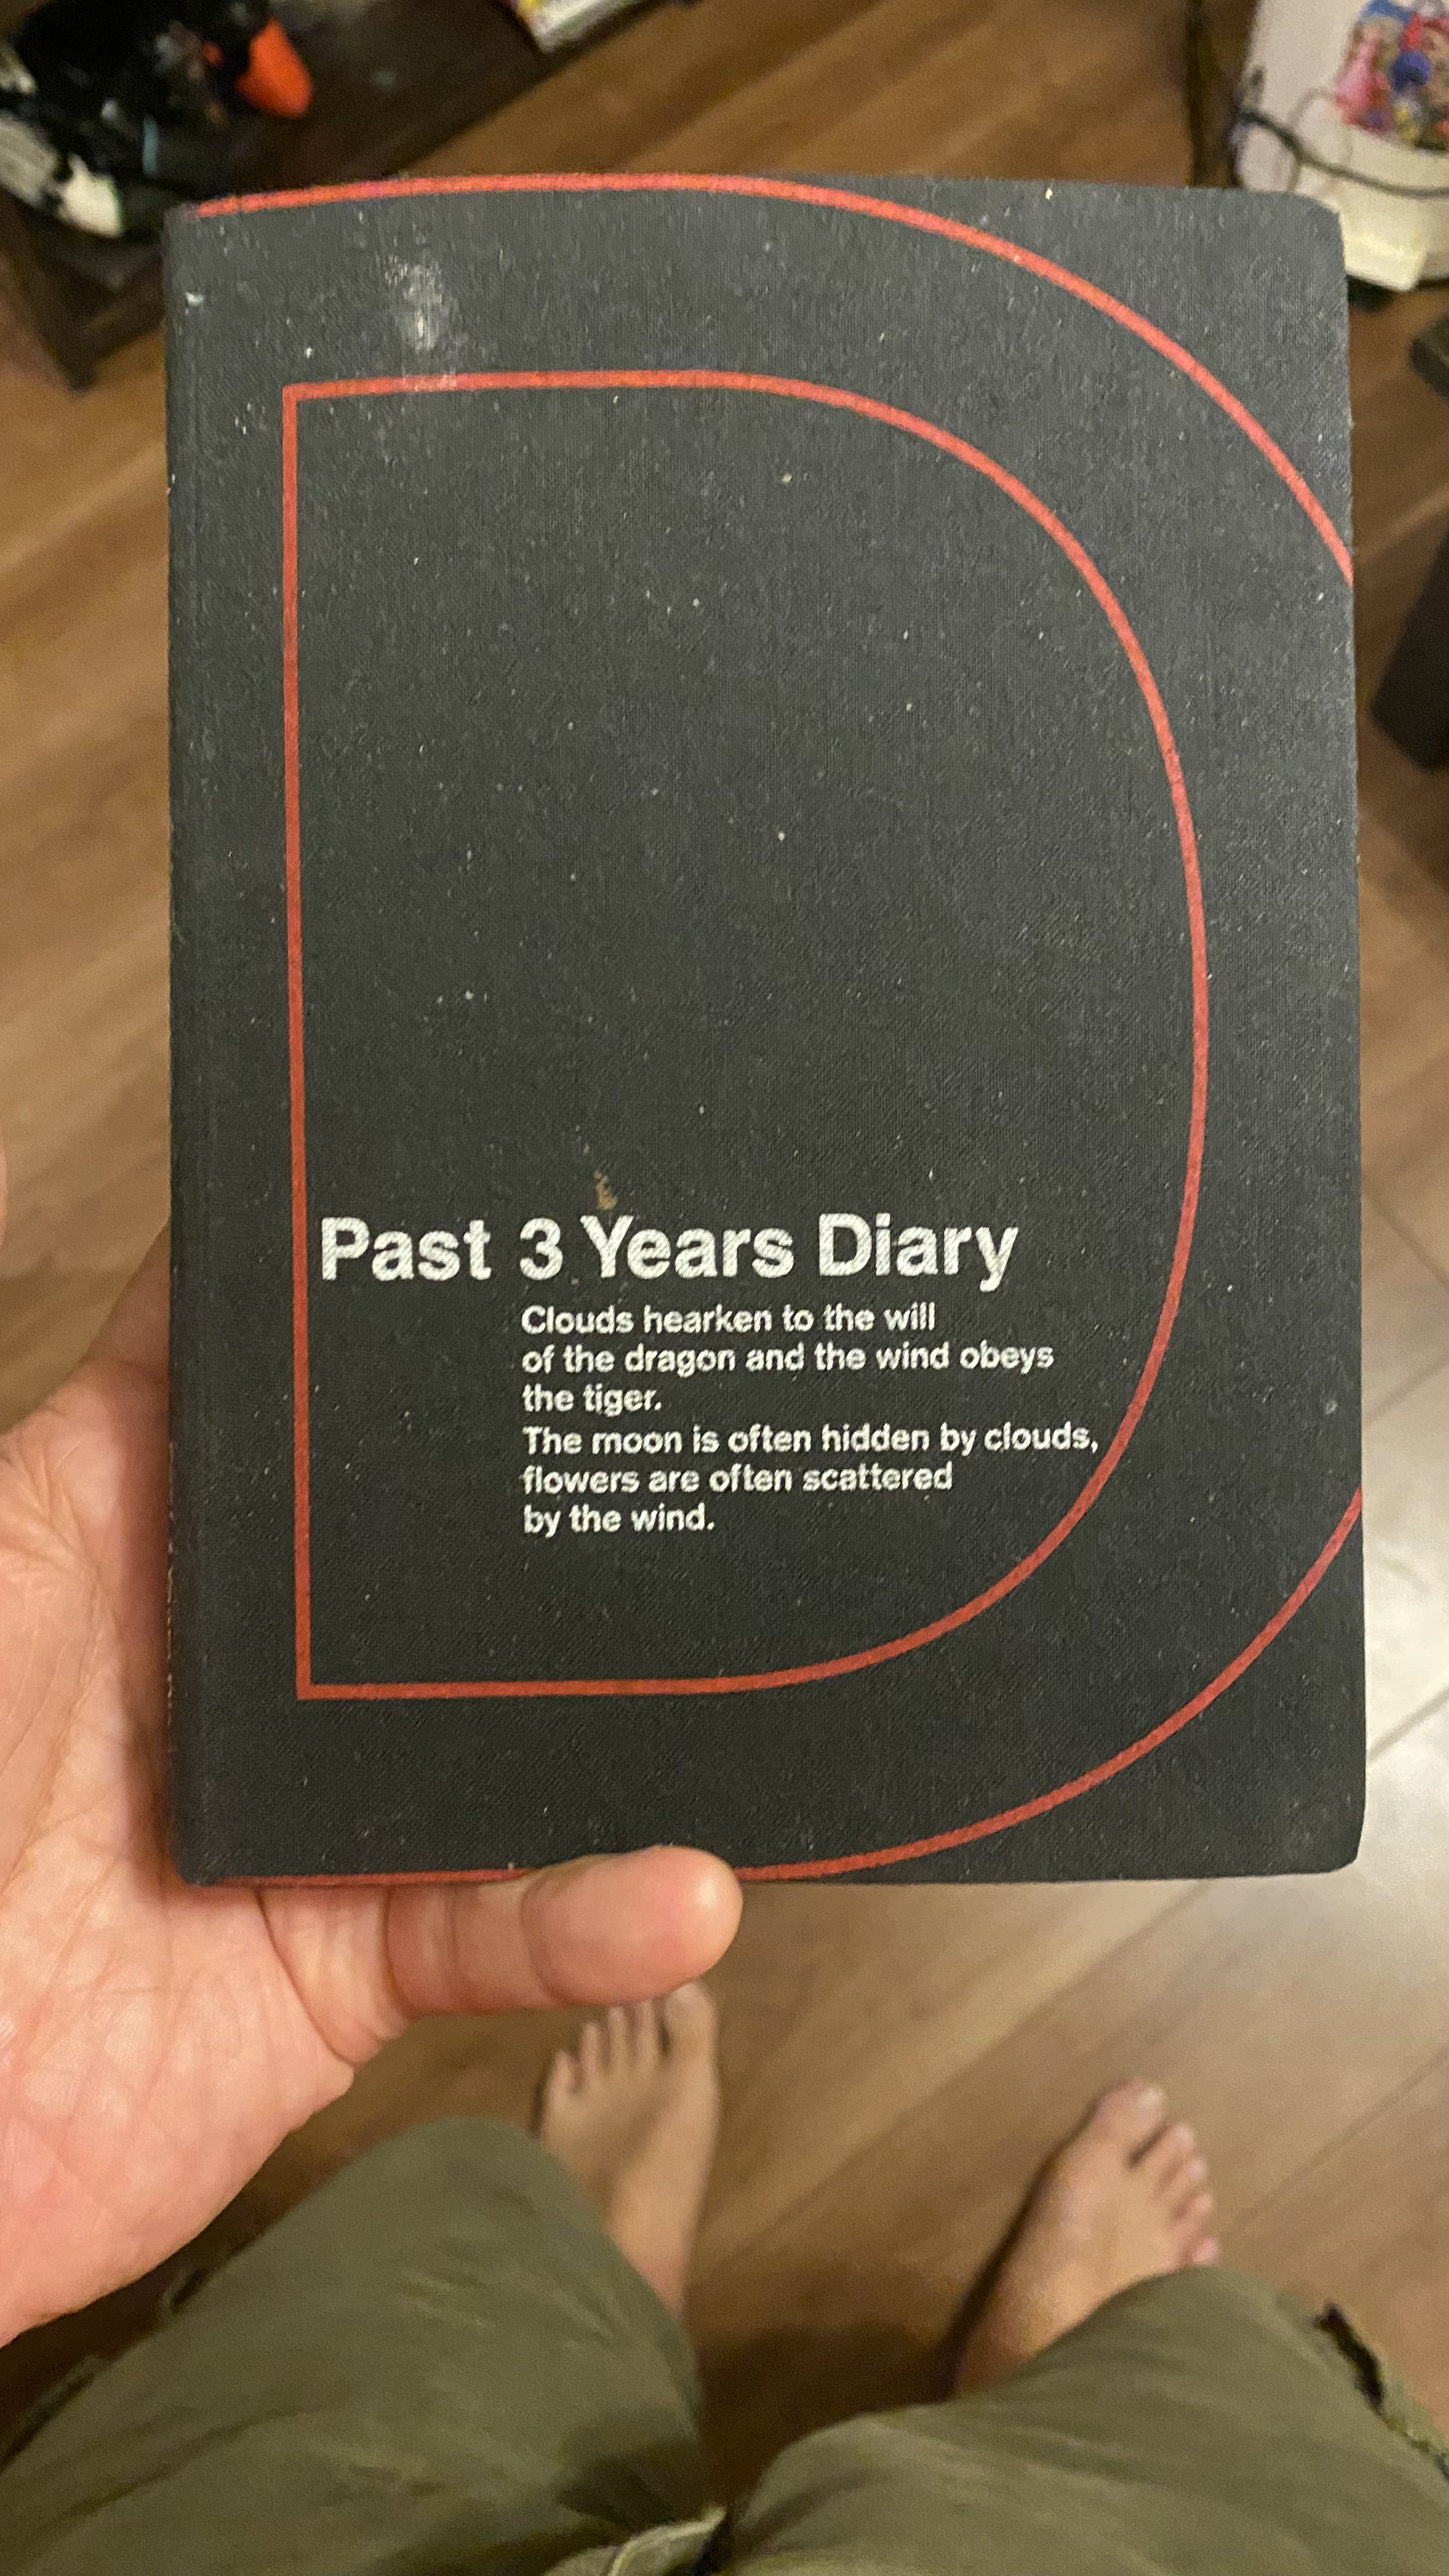 Past 3 Years Diary
Clouds hearken to the will
of the dragon and the wind obeys
the tiger.
The moon is often hidden by clouds,
flowers are often scattered
by the wind.